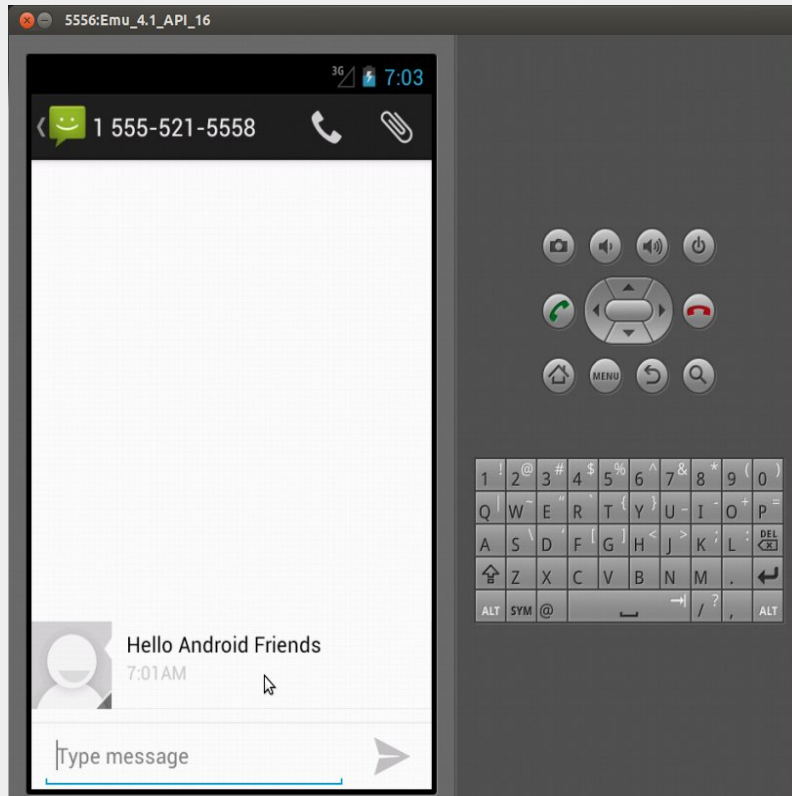 5556:Emu_4.1_API_16
3G 7:03
1 555-521-5558
Hello Android Friends
7:01AM
Type message
MENU
1 ! 2 @ 3 # 4 $ 5 % 6 ^ 7 & 8 * 9 ( 0 )
Q | W ~ E " R ` T { Y } U _ I - O + P =
A S \ D ' F [ G ] H < J > K ; L : DEL
Z X C V B N M .
ALT SYM @ / ? , ALT